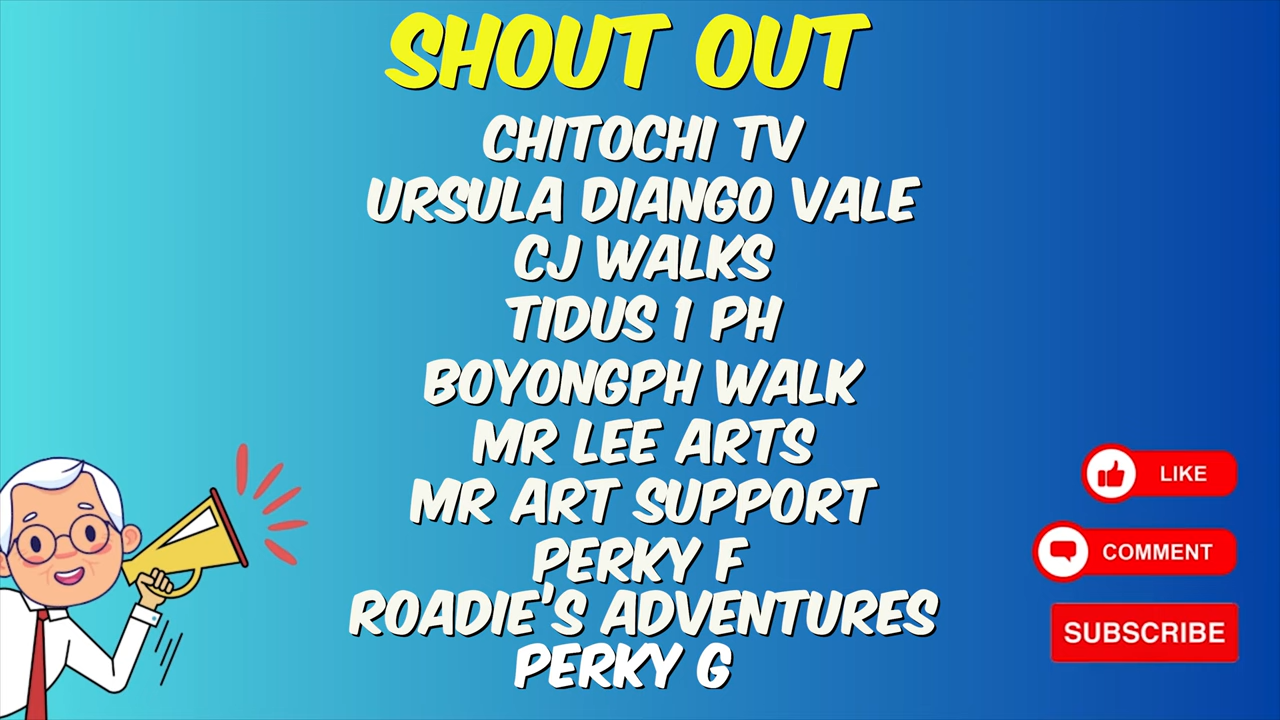 SHOUT OUT
CHITOCHI TV
URSULA DIANGO VALE
CJ WALKS
TIDUS 1 PH
BOYONGPH WALK
MR LEE ARTS
MR ART SUPPORT
PERKY F
ROADIE'S ADVENTURES
PERKY G
LIKE
COMMENT
SUBSCRIBE